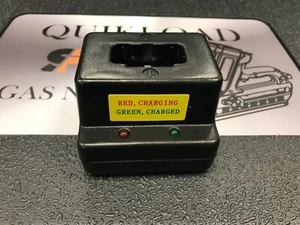 QUIKLOAD
GAS N
RED, CHARGING
GREEN, CHARGED